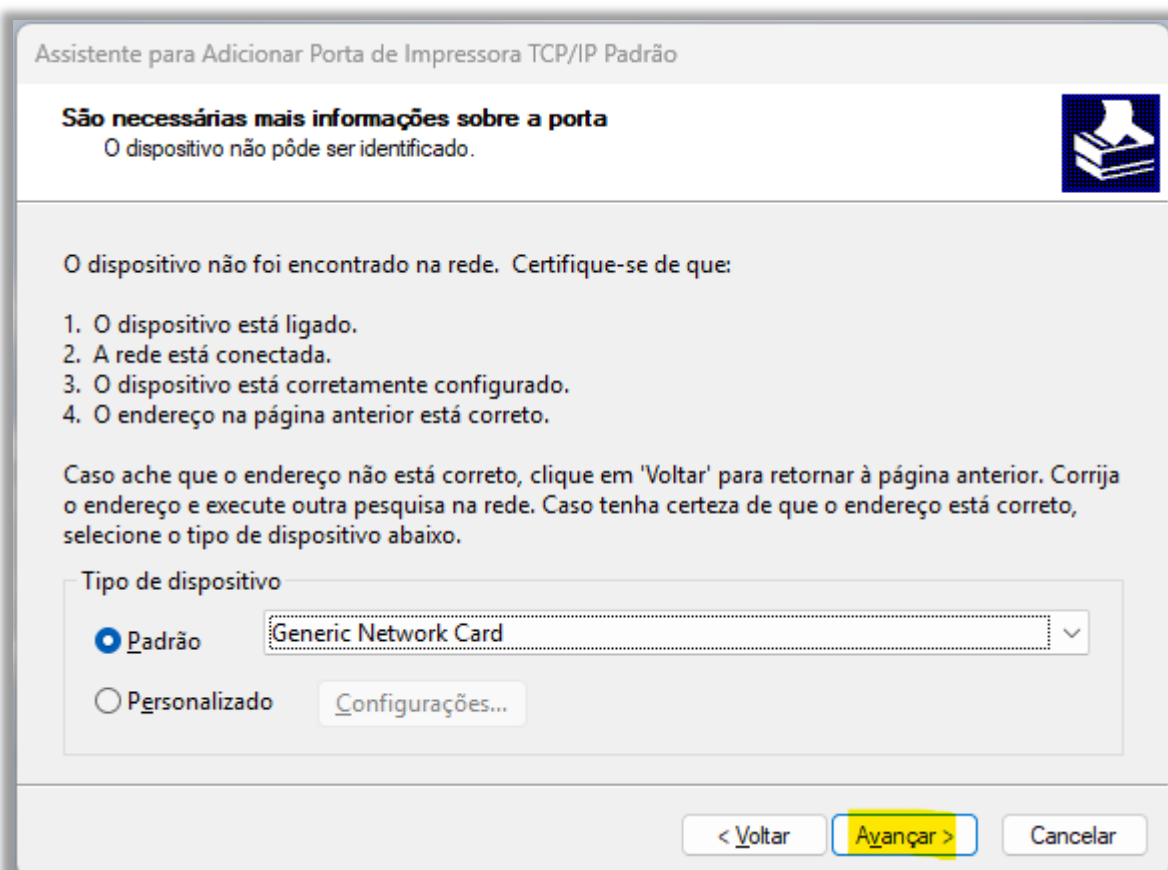 Assistente para Adicionar Porta de Impressora TCP/IP Padrão
São necessárias mais informações sobre a porta
O dispositivo não pôde ser identificado.
O dispositivo não foi encontrado na rede.  Certifique-se de que:
1.  O dispositivo está ligado.
2.  A rede está conectada.
3.  O dispositivo está corretamente configurado.
4.  O endereço na página anterior está correto.
Caso ache que o endereço não está correto, clique em 'Voltar' para retornar à página anterior. Corrija
o endereço e execute outra pesquisa na rede. Caso tenha certeza de que o endereço está correto,
selecione o tipo de dispositivo abaixo.
Tipo de dispositivo
Padrão Generic Network Card
Personalizado Configurações...
< Voltar Avançar > Cancelar